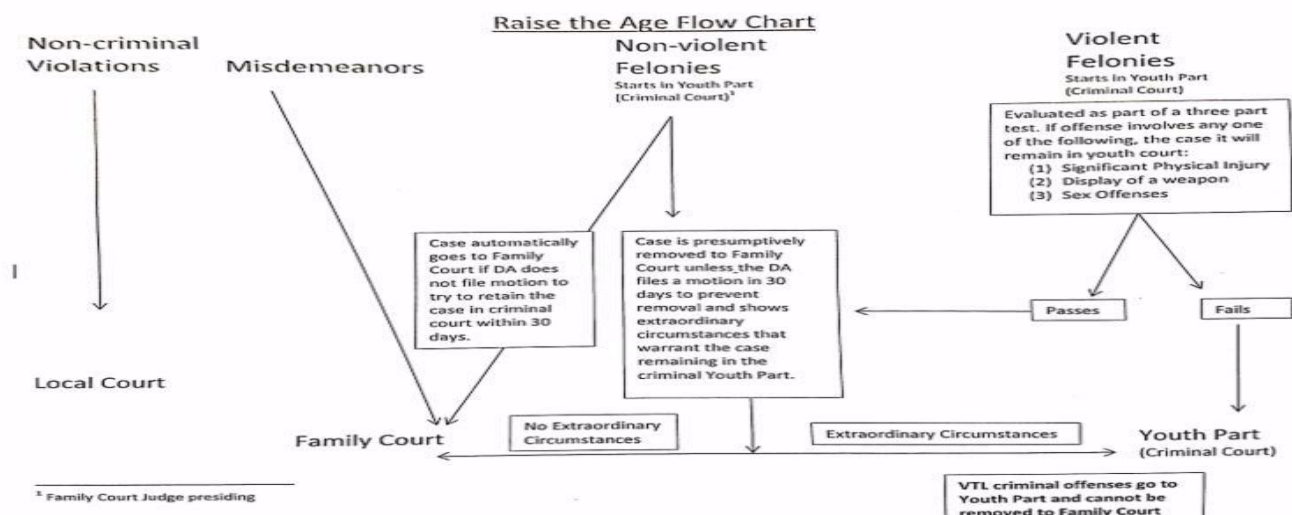 Raise the Age Flow Chart
Non-criminal
Violations
Misdemeanors
Non-violent
Felonies
Starts in Youth Part
(Criminal Court)¹
Violent
Felonies
Starts in Youth Part
(Criminal Court)
Evaluated as part of a three part
test. If offense involves any one
of the following, the case it will
remain in youth court:
(1) Significant Physical Injury
(2) Display of a weapon
(3) Sex Offenses
Case automatically
goes to Family
Court if DA does
not file motion to
try to retain the
case in criminal
court within 30
days.
Case is presumptively
removed to Family
Court unless the DA
files a motion in 30
days to prevent
removal and shows
extraordinary
circumstances that
warrant the case
remaining in the
criminal Youth Part.
Passes
Fails
Local Court
Family Court
No Extraordinary
Circumstances
Extraordinary Circumstances
Youth Part
(Criminal Court)
¹ Family Court Judge presiding
VTL criminal offenses go to
Youth Part and cannot be
removed to Family Court